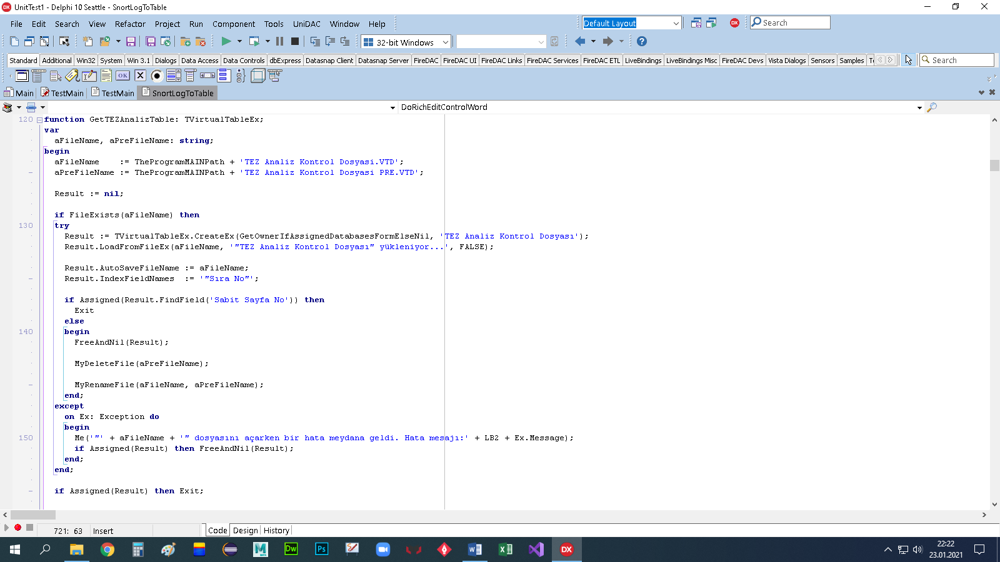 UnitTest1 - Delphi 10 Seattle - SnortLogToTable
File Edit Search View Refactor Project Run Component Tools UniDAC Window Help
Default Layout
Search
32-bit Windows
Standard Additional Win32 System Win 3.1 Dialogs Data Access Data Controls dbExpress Datasnap Client Datasnap Server FireDAC FireDAC UI FireDAC Links FireDAC Services FireDAC ETL LiveBindings LiveBindings Misc FireDAC Devs Vista Dialogs Sensors Samples
Search
OK
Main TestMain TestMain SnortLogToTable
DoRichEditControlWord
120 function GetTEZAnalizTable: TVirtualTableEx;
var
aFileName, aPreFileName: string;
begin
aFileName    := TheProgramMAINPath + 'TEZ Analiz Kontrol Dosyasi.VTD';
aPreFileName := TheProgramMAINPath + 'TEZ Analiz Kontrol Dosyasi PRE.VTD';
Result := nil;
if FileExists(aFileName) then
130 try
Result := TVirtualTableEx.CreateEx(GetOwnerIfAssignedDatabasesFormElseNil, 'TEZ Analiz Kontrol Dosyası');
Result.LoadFromFileEx(aFileName, '"TEZ Analiz Kontrol Dosyası" yükleniyor...', FALSE);
Result.AutoSaveFileName := aFileName;
Result.IndexFieldNames  := '"Sıra No"';
if Assigned(Result.FindField('Sabit Sayfa No')) then
Exit
else
140 begin
FreeAndNil(Result);
MyDeleteFile(aPreFileName);
MyRenameFile(aFileName, aPreFileName);
end;
except
on Ex: Exception do
begin
150 Me('"' + aFileName + '" dosyasını açarken bir hata meydana geldi. Hata mesajı:' + LB2 + Ex.Message);
if Assigned(Result) then FreeAndNil(Result);
end;
end;
if Assigned(Result) then Exit;
721: 63 Insert Code Design History
22:22
23.01.2021